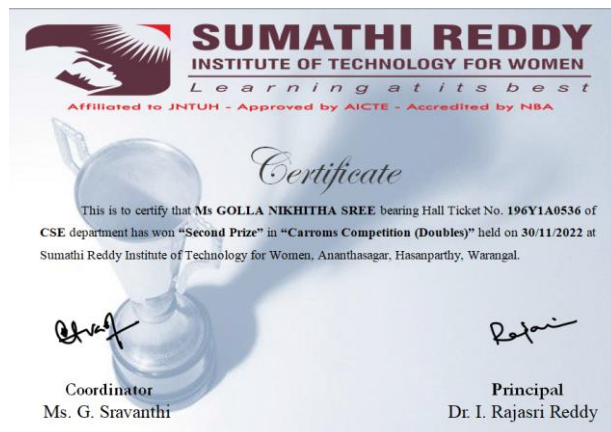 SUMATHI REDDY
INSTITUTE OF TECHNOLOGY FOR WOMEN
Learning at its best
Affiliated to JNTUH - Approved by AICTE - Accredited by NBA
Certificate
This is to certify that Ms GOLLA NIKHITHA SREE bearing Hall Ticket No. 196Y1A0536 of
CSE department has won “Second Prize” in “Carroms Competition (Doubles)” held on 30/11/2022 at
Sumathi Reddy Institute of Technology for Women, Ananthasagar, Hasanparthy, Warangal.
Coordinator
Ms. G. Sravanthi
Principal
Dr. I. Rajasri Reddy